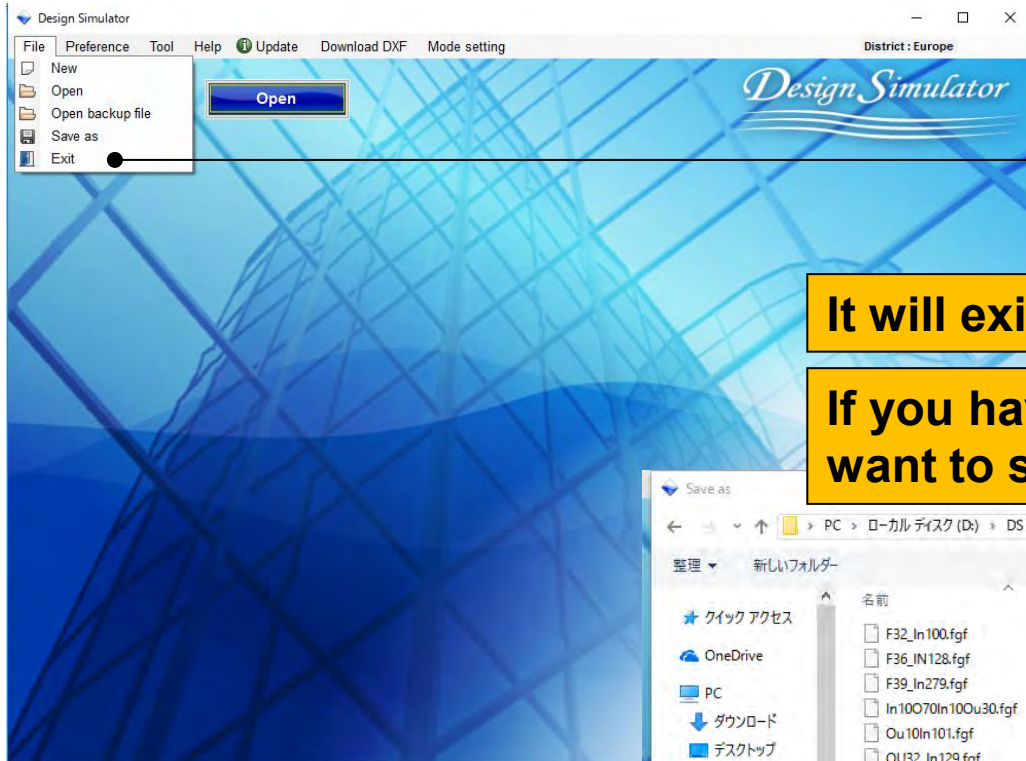 Design Simulator
File Preference Tool Help Update Download DXF Mode setting District : Europe
New
Open
Open backup file
Save as
Exit
Open
Design Simulator
It will exi
If you ha
want to s
Save as
PC > ローカル ディスク (D:) > DS
整理 新しいフォルダー
名前
クイック アクセス
OneDrive
PC
ダウンロード
デスクトップ
F32_In100.fgf
F36_IN128.fgf
F39_In279.fgf
In10O70In10Ou30.fgf
Ou10In101.fgf
OU32_In129.fgf